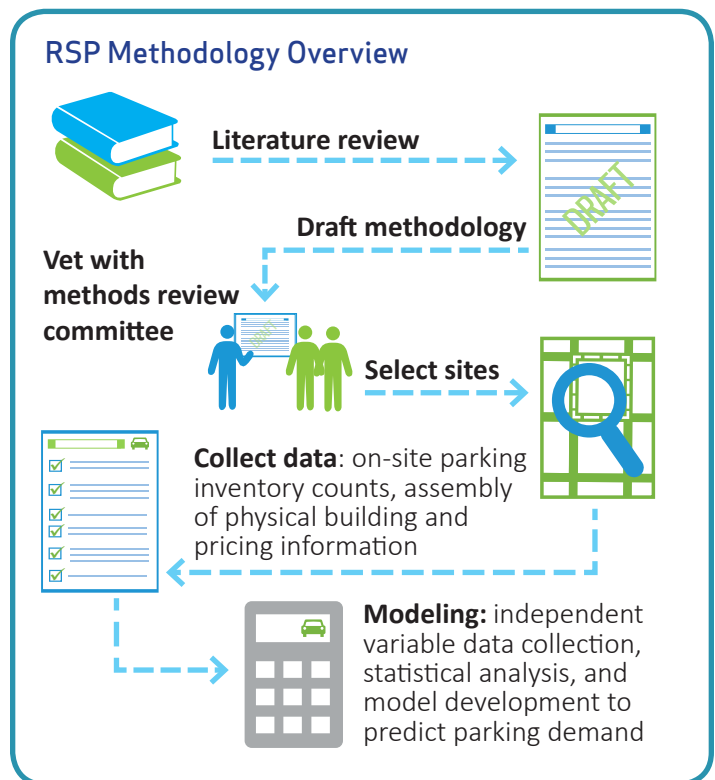 RSP Methodology Overview
Literature review
DRAFT
Draft methodology
Vet with
methods review
committee
DRAFT
Select sites
Collect data: on-site parking
inventory counts, assembly
of physical building and
pricing information
Modeling: independent
variable data collection,
statistical analysis, and
model development to
predict parking demand